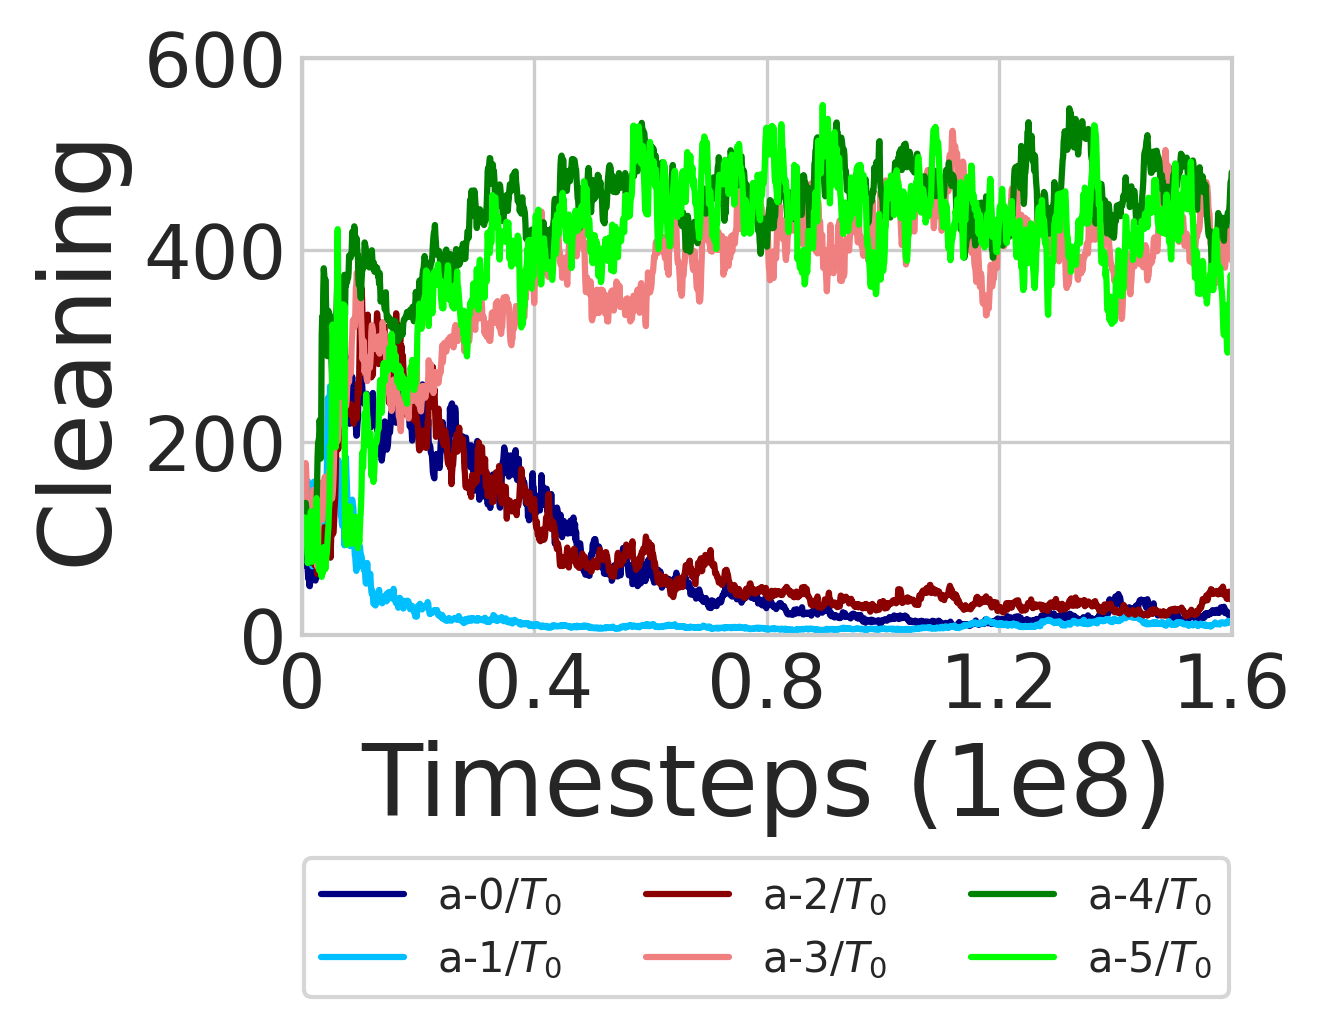 Cleaning
600
400
200
0
0 0.4 0.8 1.2 1.6
Timesteps (1e8)
a-0/T₀ a-2/T₀ a-4/T₀
a-1/T₀ a-3/T₀ a-5/T₀